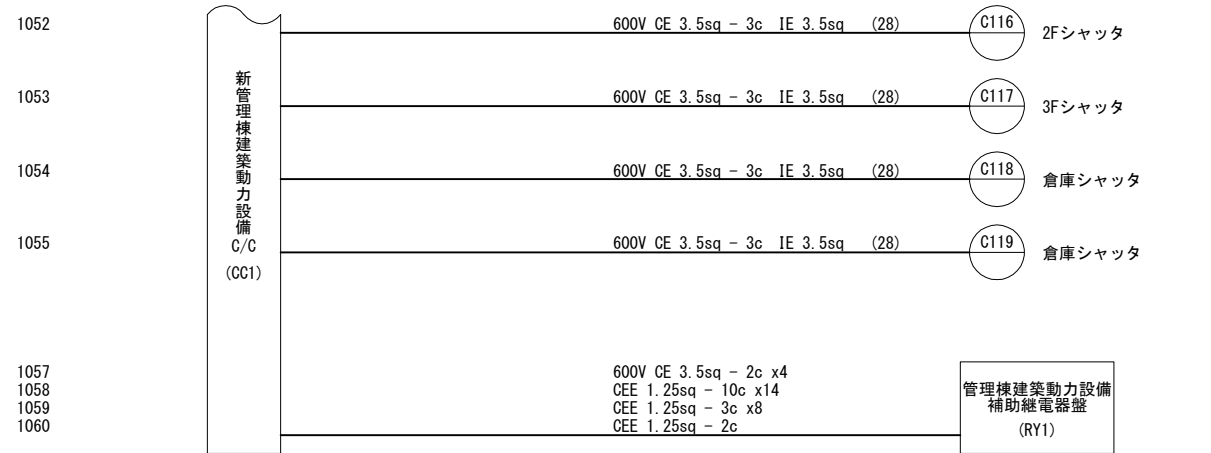 1052
600V CE 3.5sq - 3c IE 3.5sq (28)
C116
2Fシャッタ
1053
600V CE 3.5sq - 3c IE 3.5sq (28)
C117
3Fシャッタ
1054
600V CE 3.5sq - 3c IE 3.5sq (28)
C118
倉庫シャッタ
1055
600V CE 3.5sq - 3c IE 3.5sq (28)
C119
倉庫シャッタ
新管理棟建築動力設備
C/C
(CC1)
1057
600V CE 3.5sq - 2c x4
1058
CEE 1.25sq - 10c x14
1059
CEE 1.25sq - 3c x8
1060
CEE 1.25sq - 2c
管理棟建築動力設備
補助継電器盤
(RY1)